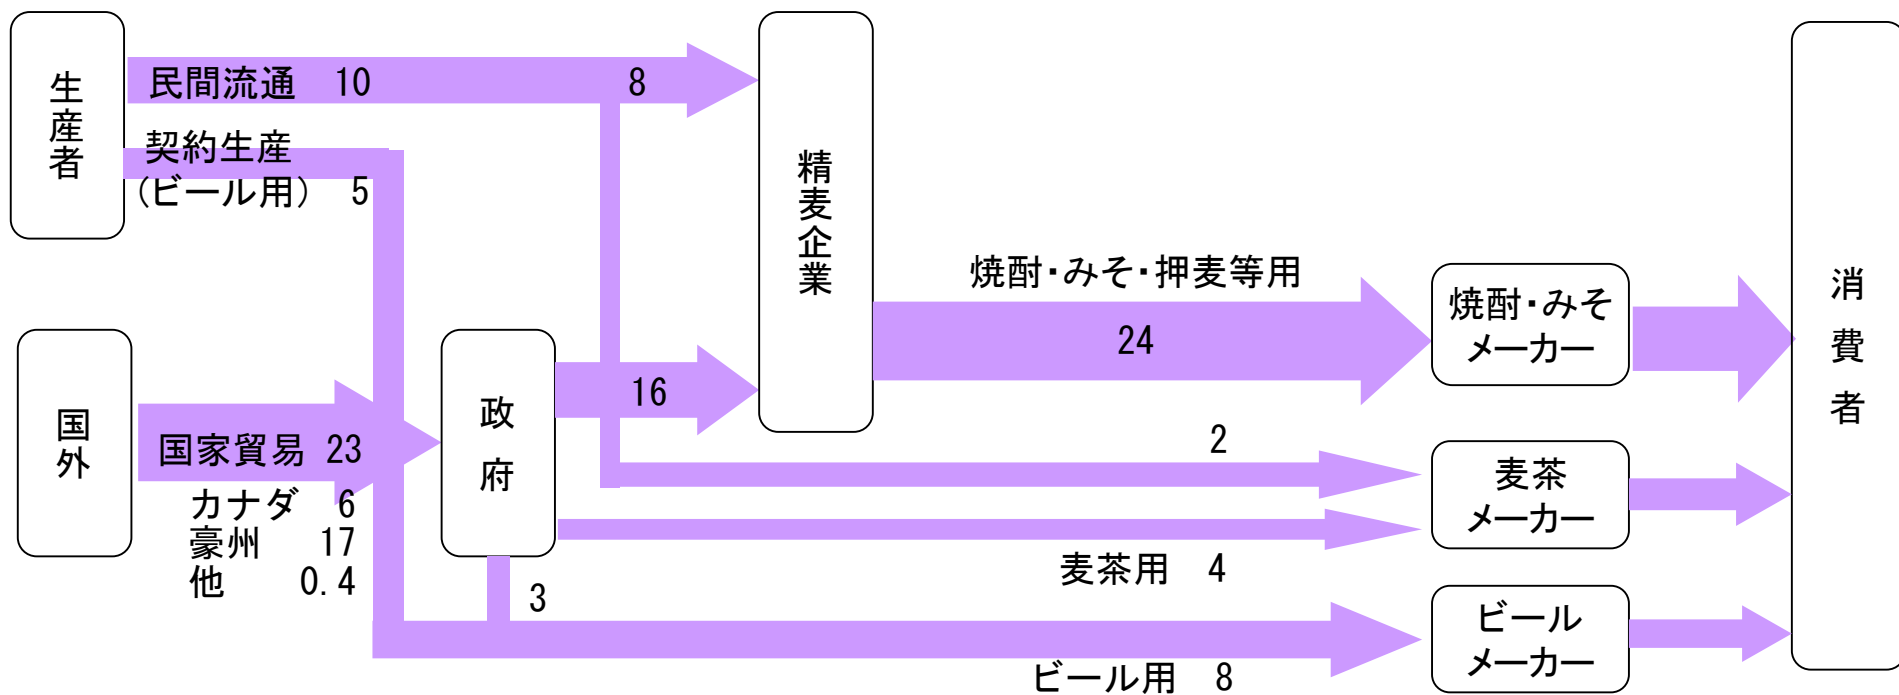 生産者
民間流通 10
8
契約生産
(ビール用) 5
精麦企業
焼酎・みそ・押麦等用
24
焼酎・みそ
メーカー
消費者
国外
国家貿易 23
カナダ 6
豪州 17
他 0.4
政府
16
2
麦茶
メーカー
麦茶用 4
3
ビール用 8
ビール
メーカー